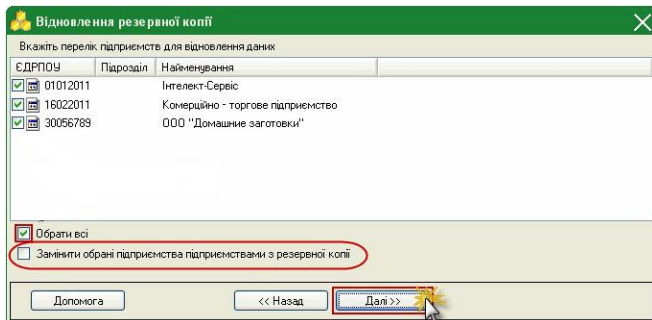 Відновлення резервної копії
Вкажіть перелік підприємств для відновлення даних
ЄДРПОУ Підрозділ Найменування
01012011 Інтелект-Сервіс
16022011 Комерційно - торгове підприємство
30056789 ООО "Домашние заготовки"
Обрати всі
Замінити обрані підприємства підприємствами з резервної копії
Допомога << Назад Далі >>